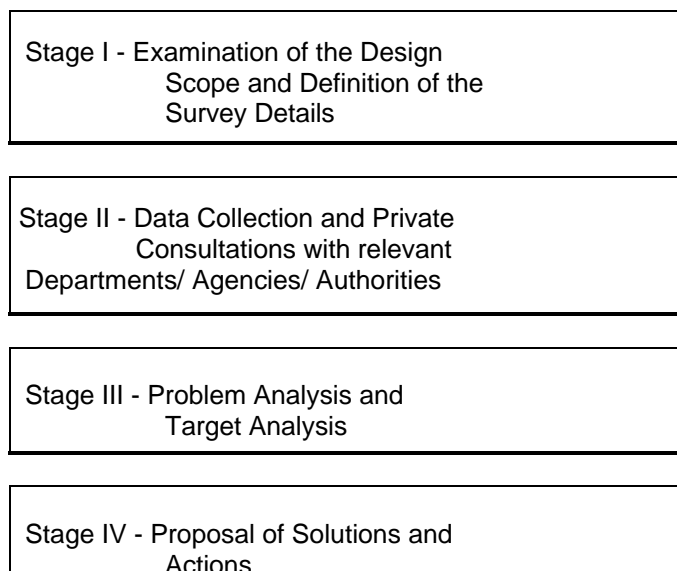 Stage I - Examination of the Design
Scope and Definition of the
Survey Details
Stage II - Data Collection and Private
Consultations with relevant
Departments/ Agencies/ Authorities
Stage III - Problem Analysis and
Target Analysis
Stage IV - Proposal of Solutions and
Actions